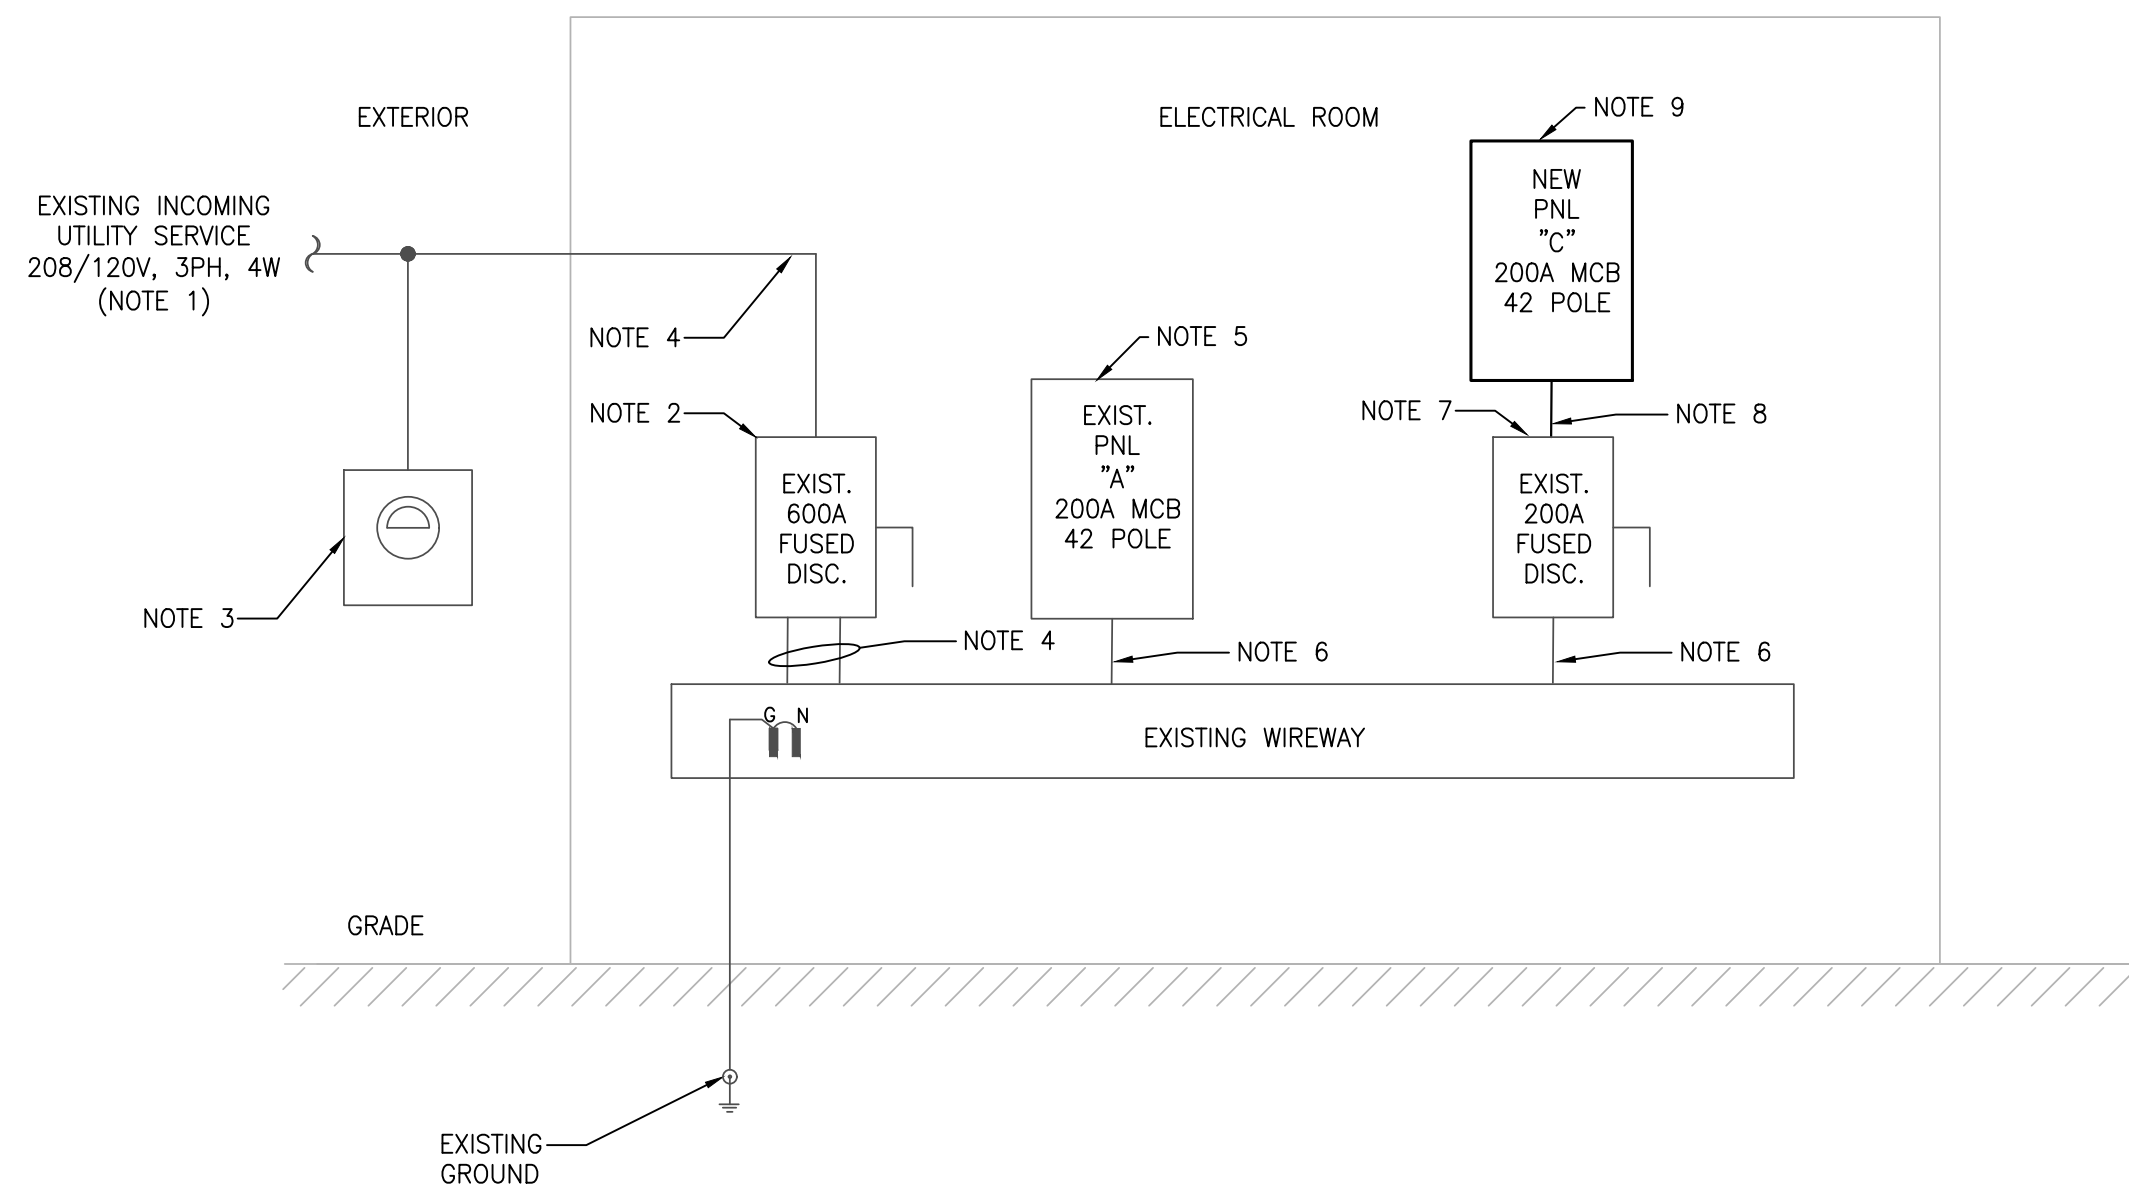 EXTERIOR
ELECTRICAL ROOM
NOTE 9
EXISTING INCOMING
UTILITY SERVICE
208/120V, 3PH, 4W
(NOTE 1)
NEW
PNL
"C"
200A MCB
42 POLE
NOTE 4
NOTE 5
NOTE 2
NOTE 7
NOTE 8
EXIST.
600A
FUSED
DISC.
EXIST.
PNL
"A"
200A MCB
42 POLE
EXIST.
200A
FUSED
DISC.
NOTE 3
NOTE 4
NOTE 6
NOTE 6
G N
EXISTING WIREWAY
GRADE
EXISTING
GROUND